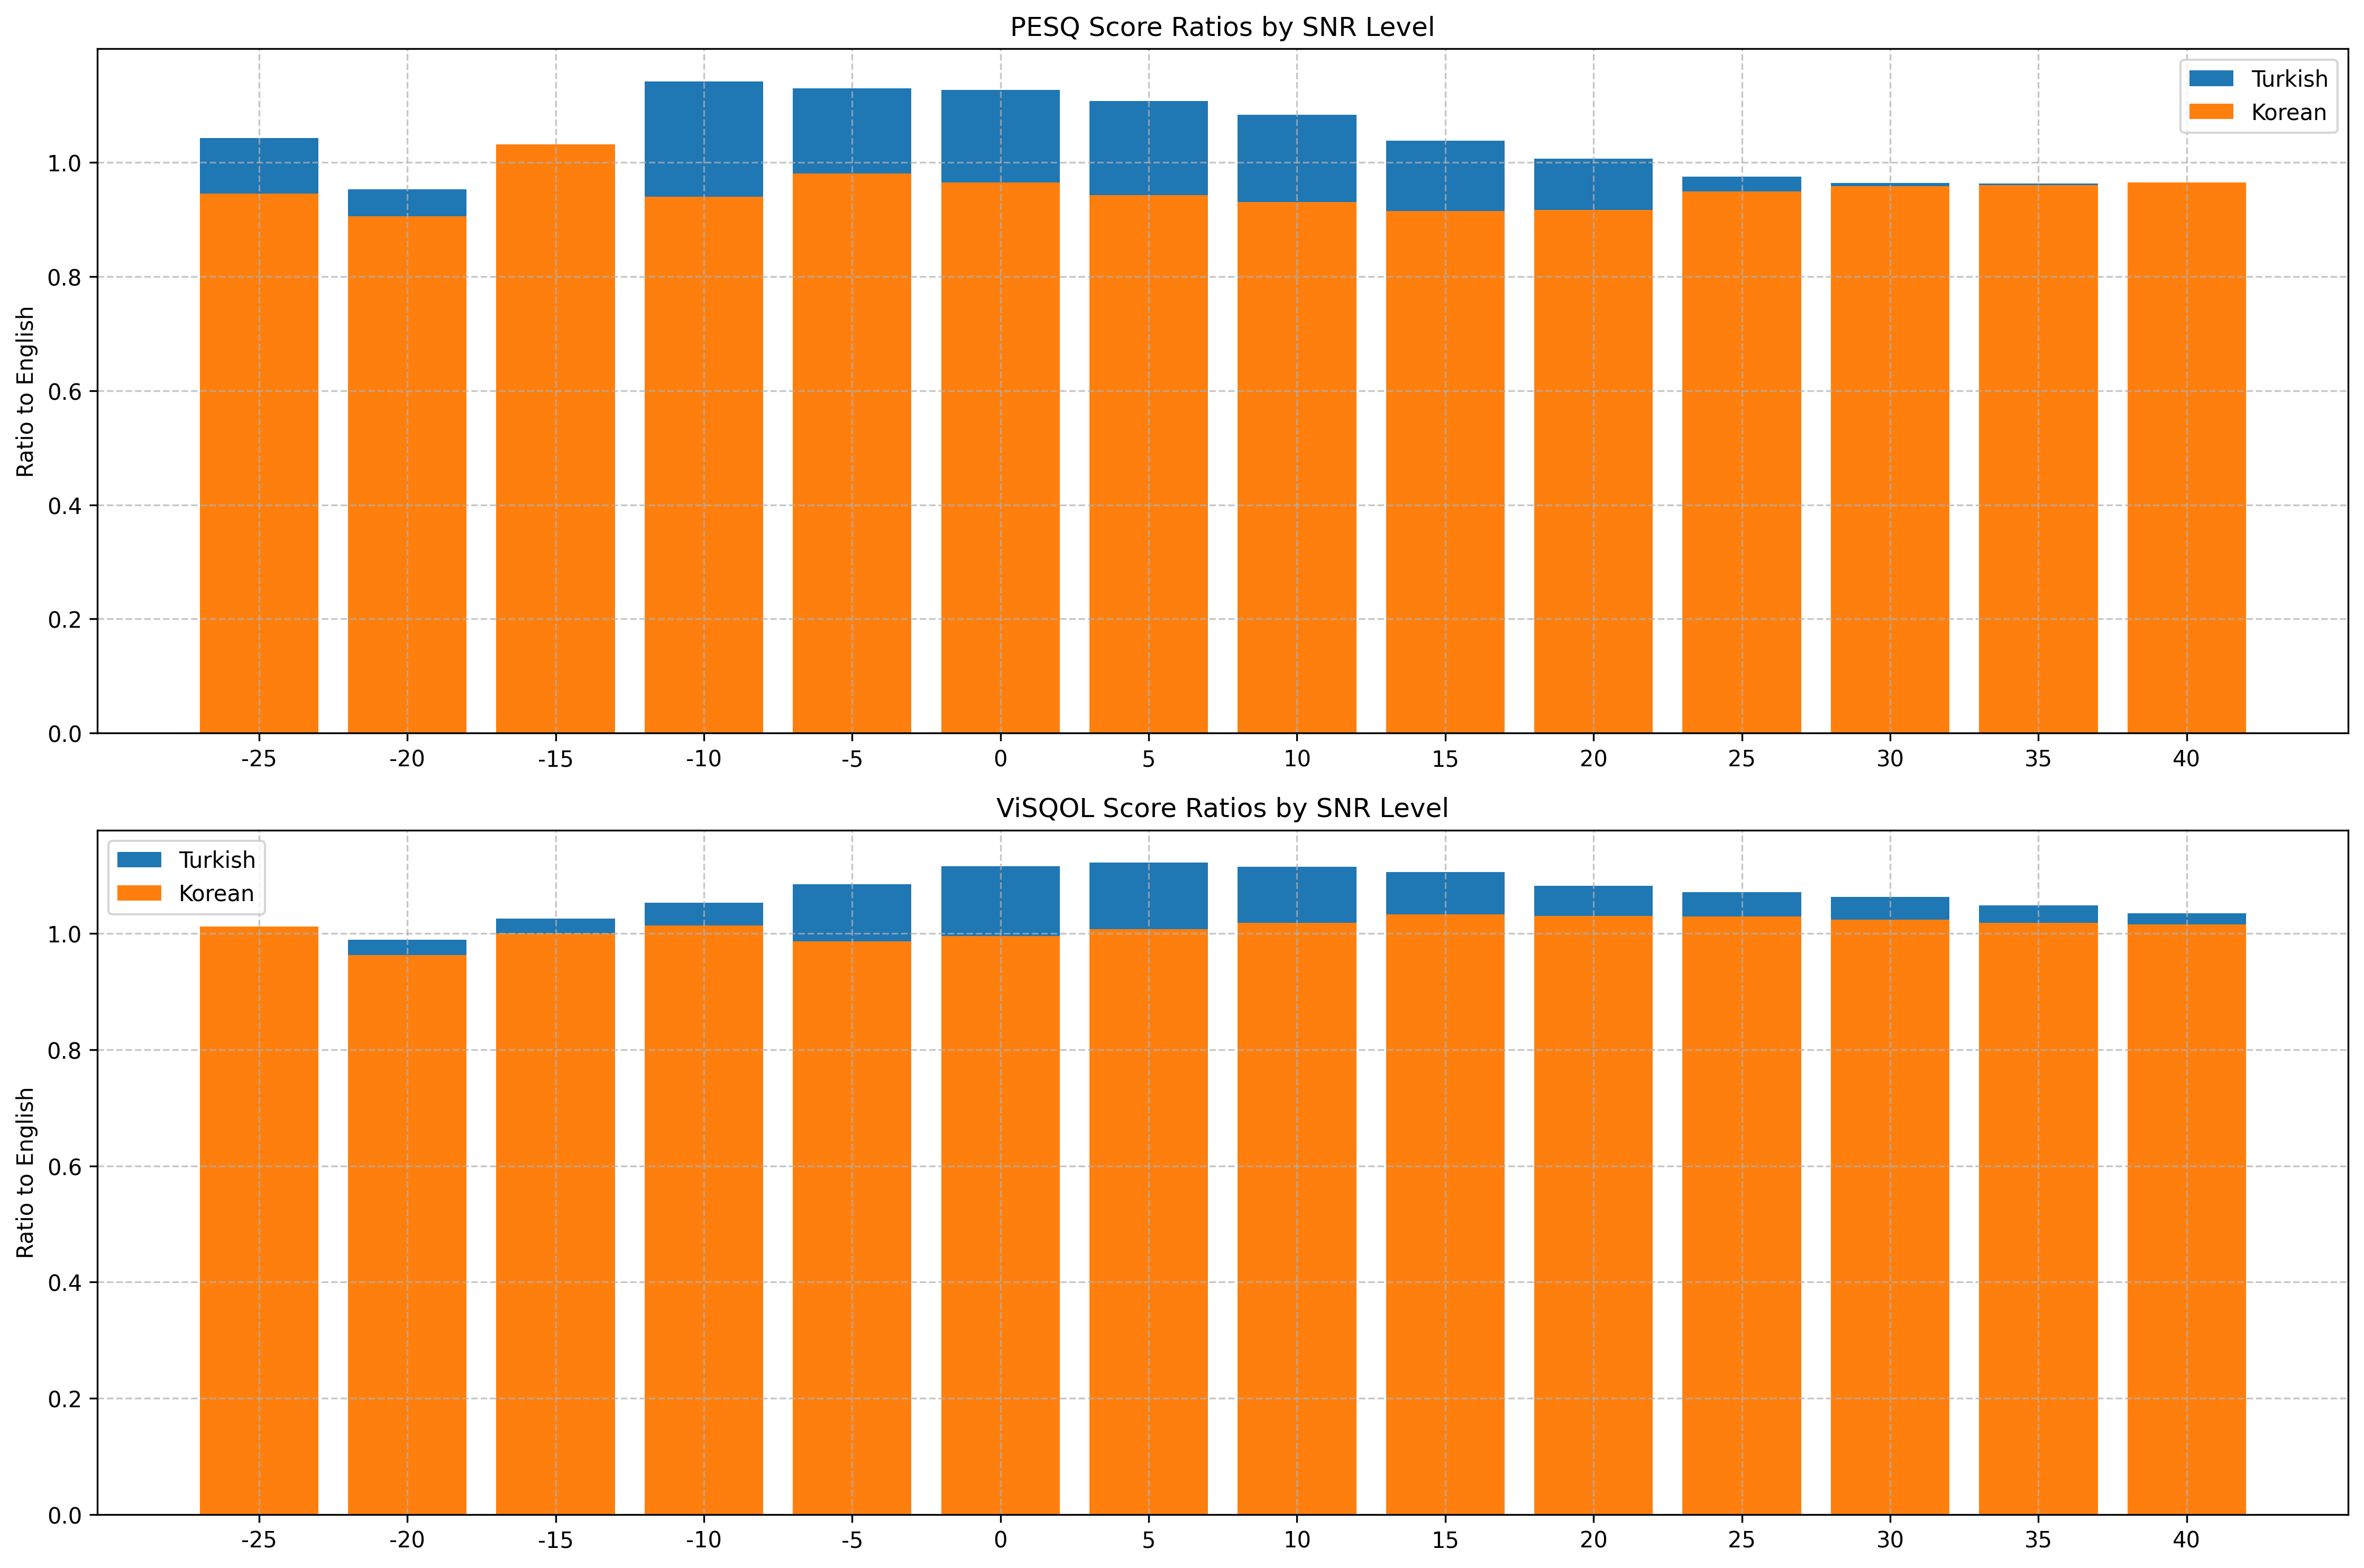 PESQ Score Ratios by SNR Level
Turkish
Korean
Ratio to English
1.0
0.8
0.6
0.4
0.2
0.0
-25 -20 -15 -10 -5 0 5 10 15 20 25 30 35 40
ViSQOL Score Ratios by SNR Level
Turkish
Korean
Ratio to English
1.0
0.8
0.6
0.4
0.2
0.0
-25 -20 -15 -10 -5 0 5 10 15 20 25 30 35 40